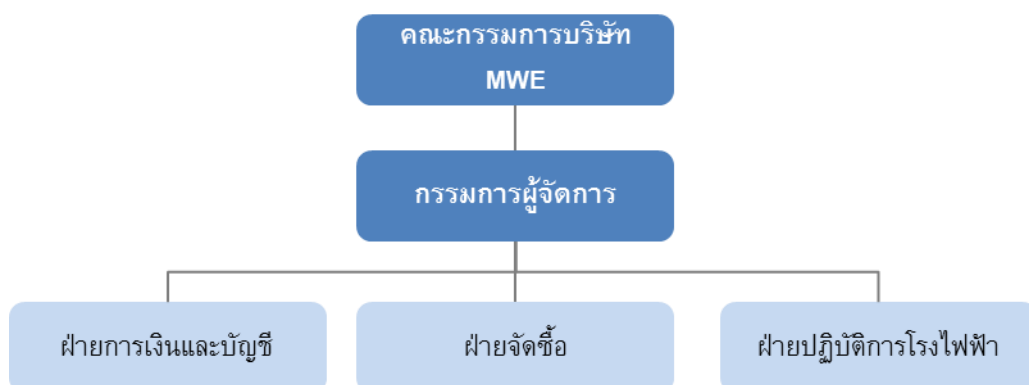 คณะกรรมการบริษัท
MWE
กรรมการผู้จัดการ
ฝ่ายการเงินและบัญชี
ฝ่ายจัดซื้อ
ฝ่ายปฏิบัติการโรงไฟฟ้า